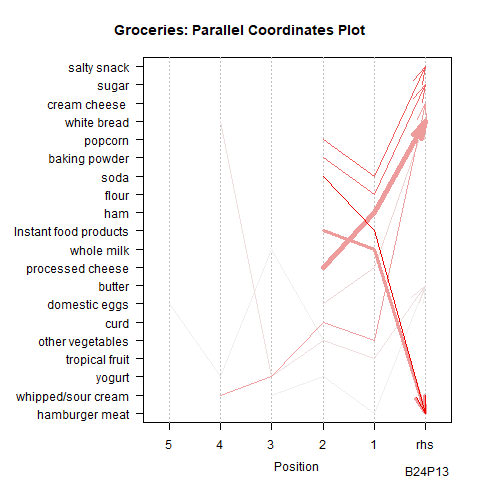 Groceries: Parallel Coordinates Plot
salty snack
sugar
cream cheese
white bread
popcorn
baking powder
soda
flour
ham
Instant food products
whole milk
processed cheese
butter
domestic eggs
curd
other vegetables
tropical fruit
yogurt
whipped/sour cream
hamburger meat
5 4 3 2 1 rhs
Position
B24P13